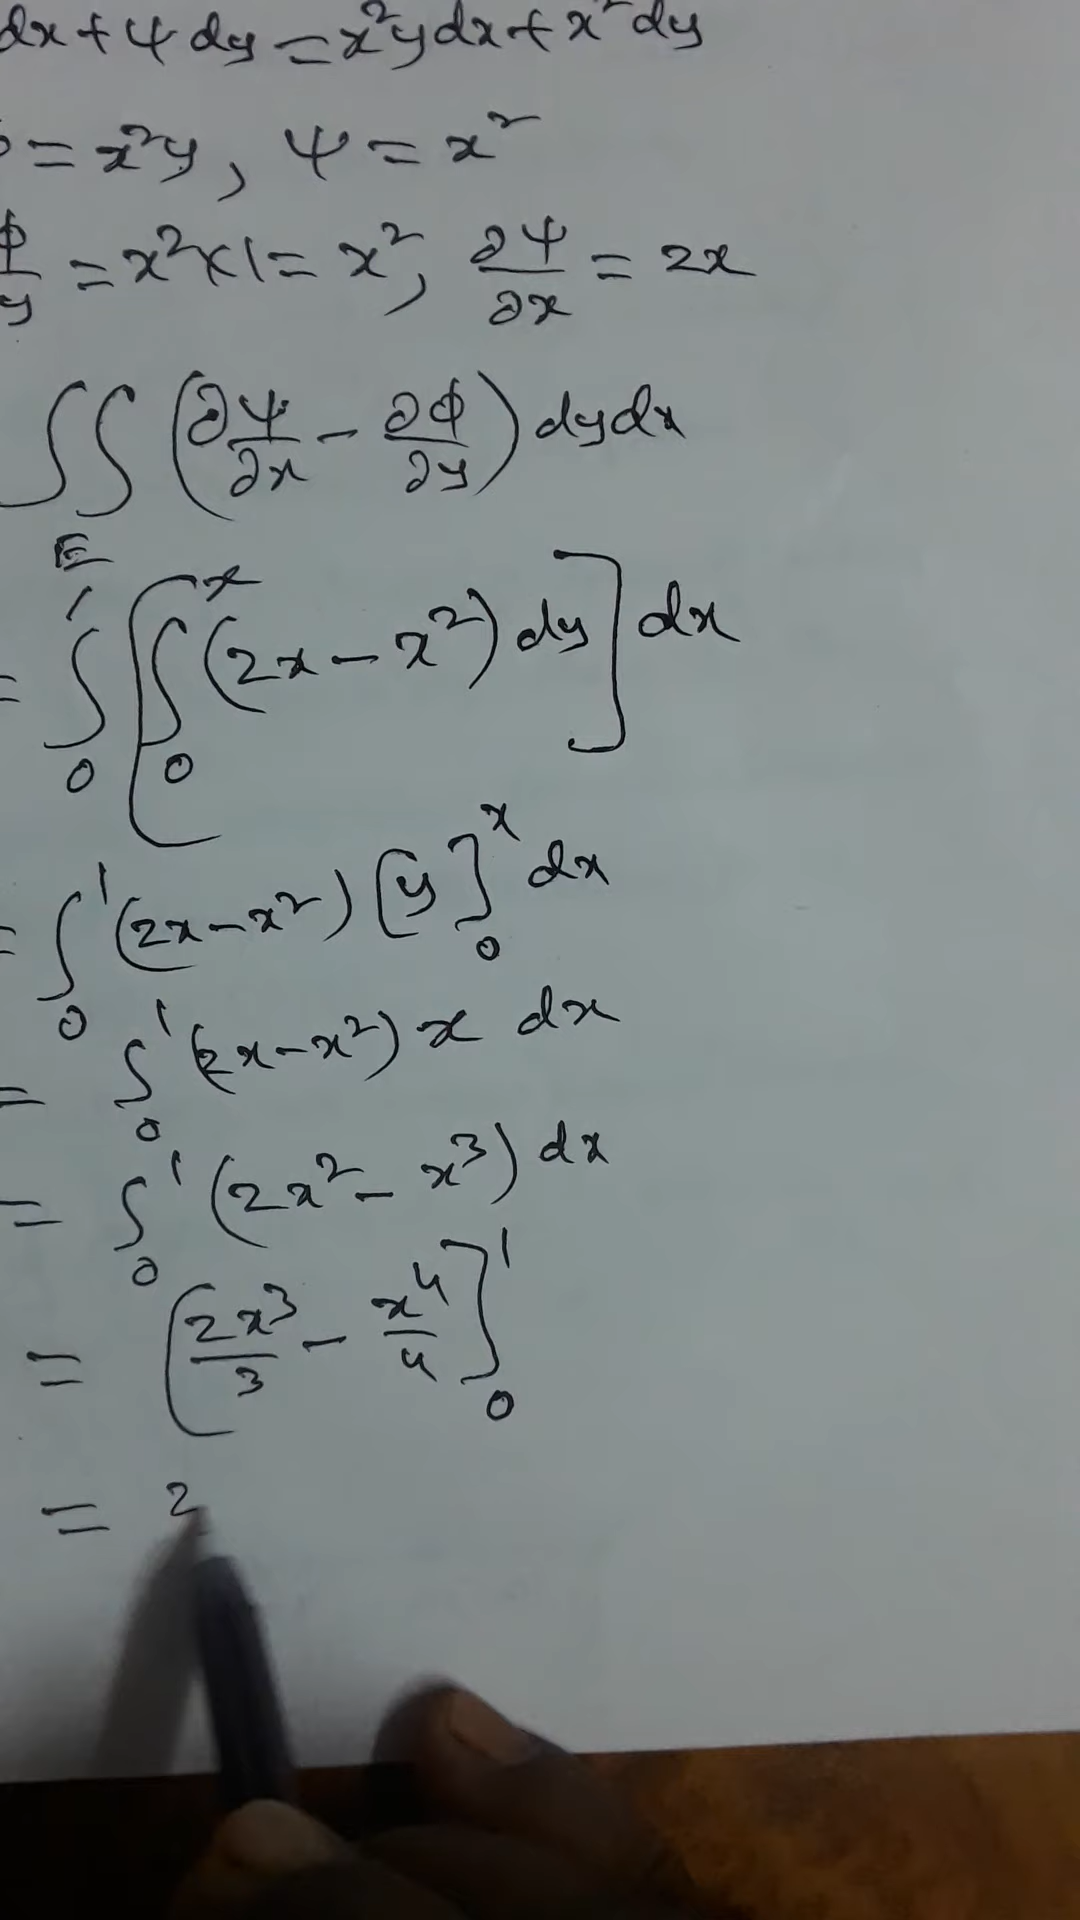 dx + ψ dy = x²y dx + x² dy
= x²y, ψ = x²
ϕ/y = x² × 1 = x², ∂ψ/∂x = 2x
∬ (∂ψ/∂x - ∂ϕ/∂y) dy dx
E
= ∫₀¹ [∫₀ˣ (2x - x²) dy] dx
= ∫₀¹ (2x - x²) [y]₀ˣ dx
= ∫₀¹ (2x - x²) x dx
= ∫₀¹ (2x² - x³) dx
= [2x³/3 - x⁴/4]₀¹
= 2